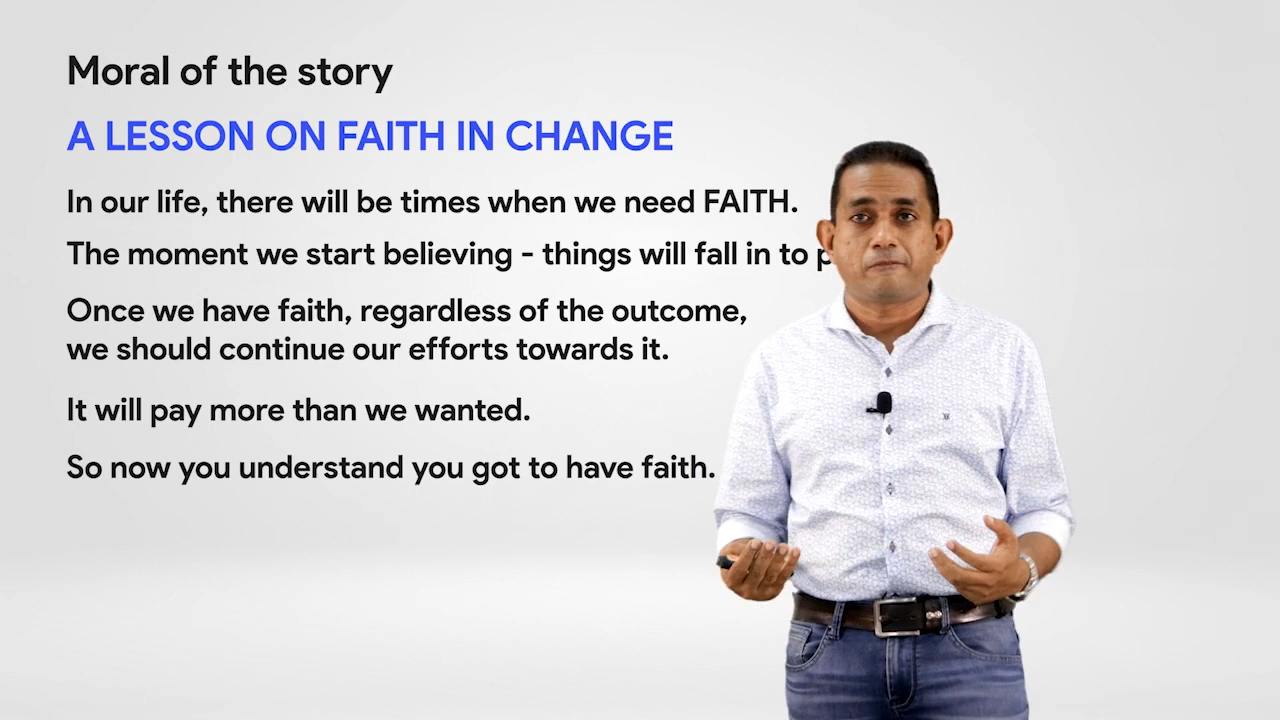 Moral of the story
A LESSON ON FAITH IN CHANGE
In our life, there will be times when we need FAITH.
The moment we start believing - things will fall in to
Once we have faith, regardless of the outcome,
we should continue our efforts towards it.
It will pay more than we wanted.
So now you understand you got to have faith.